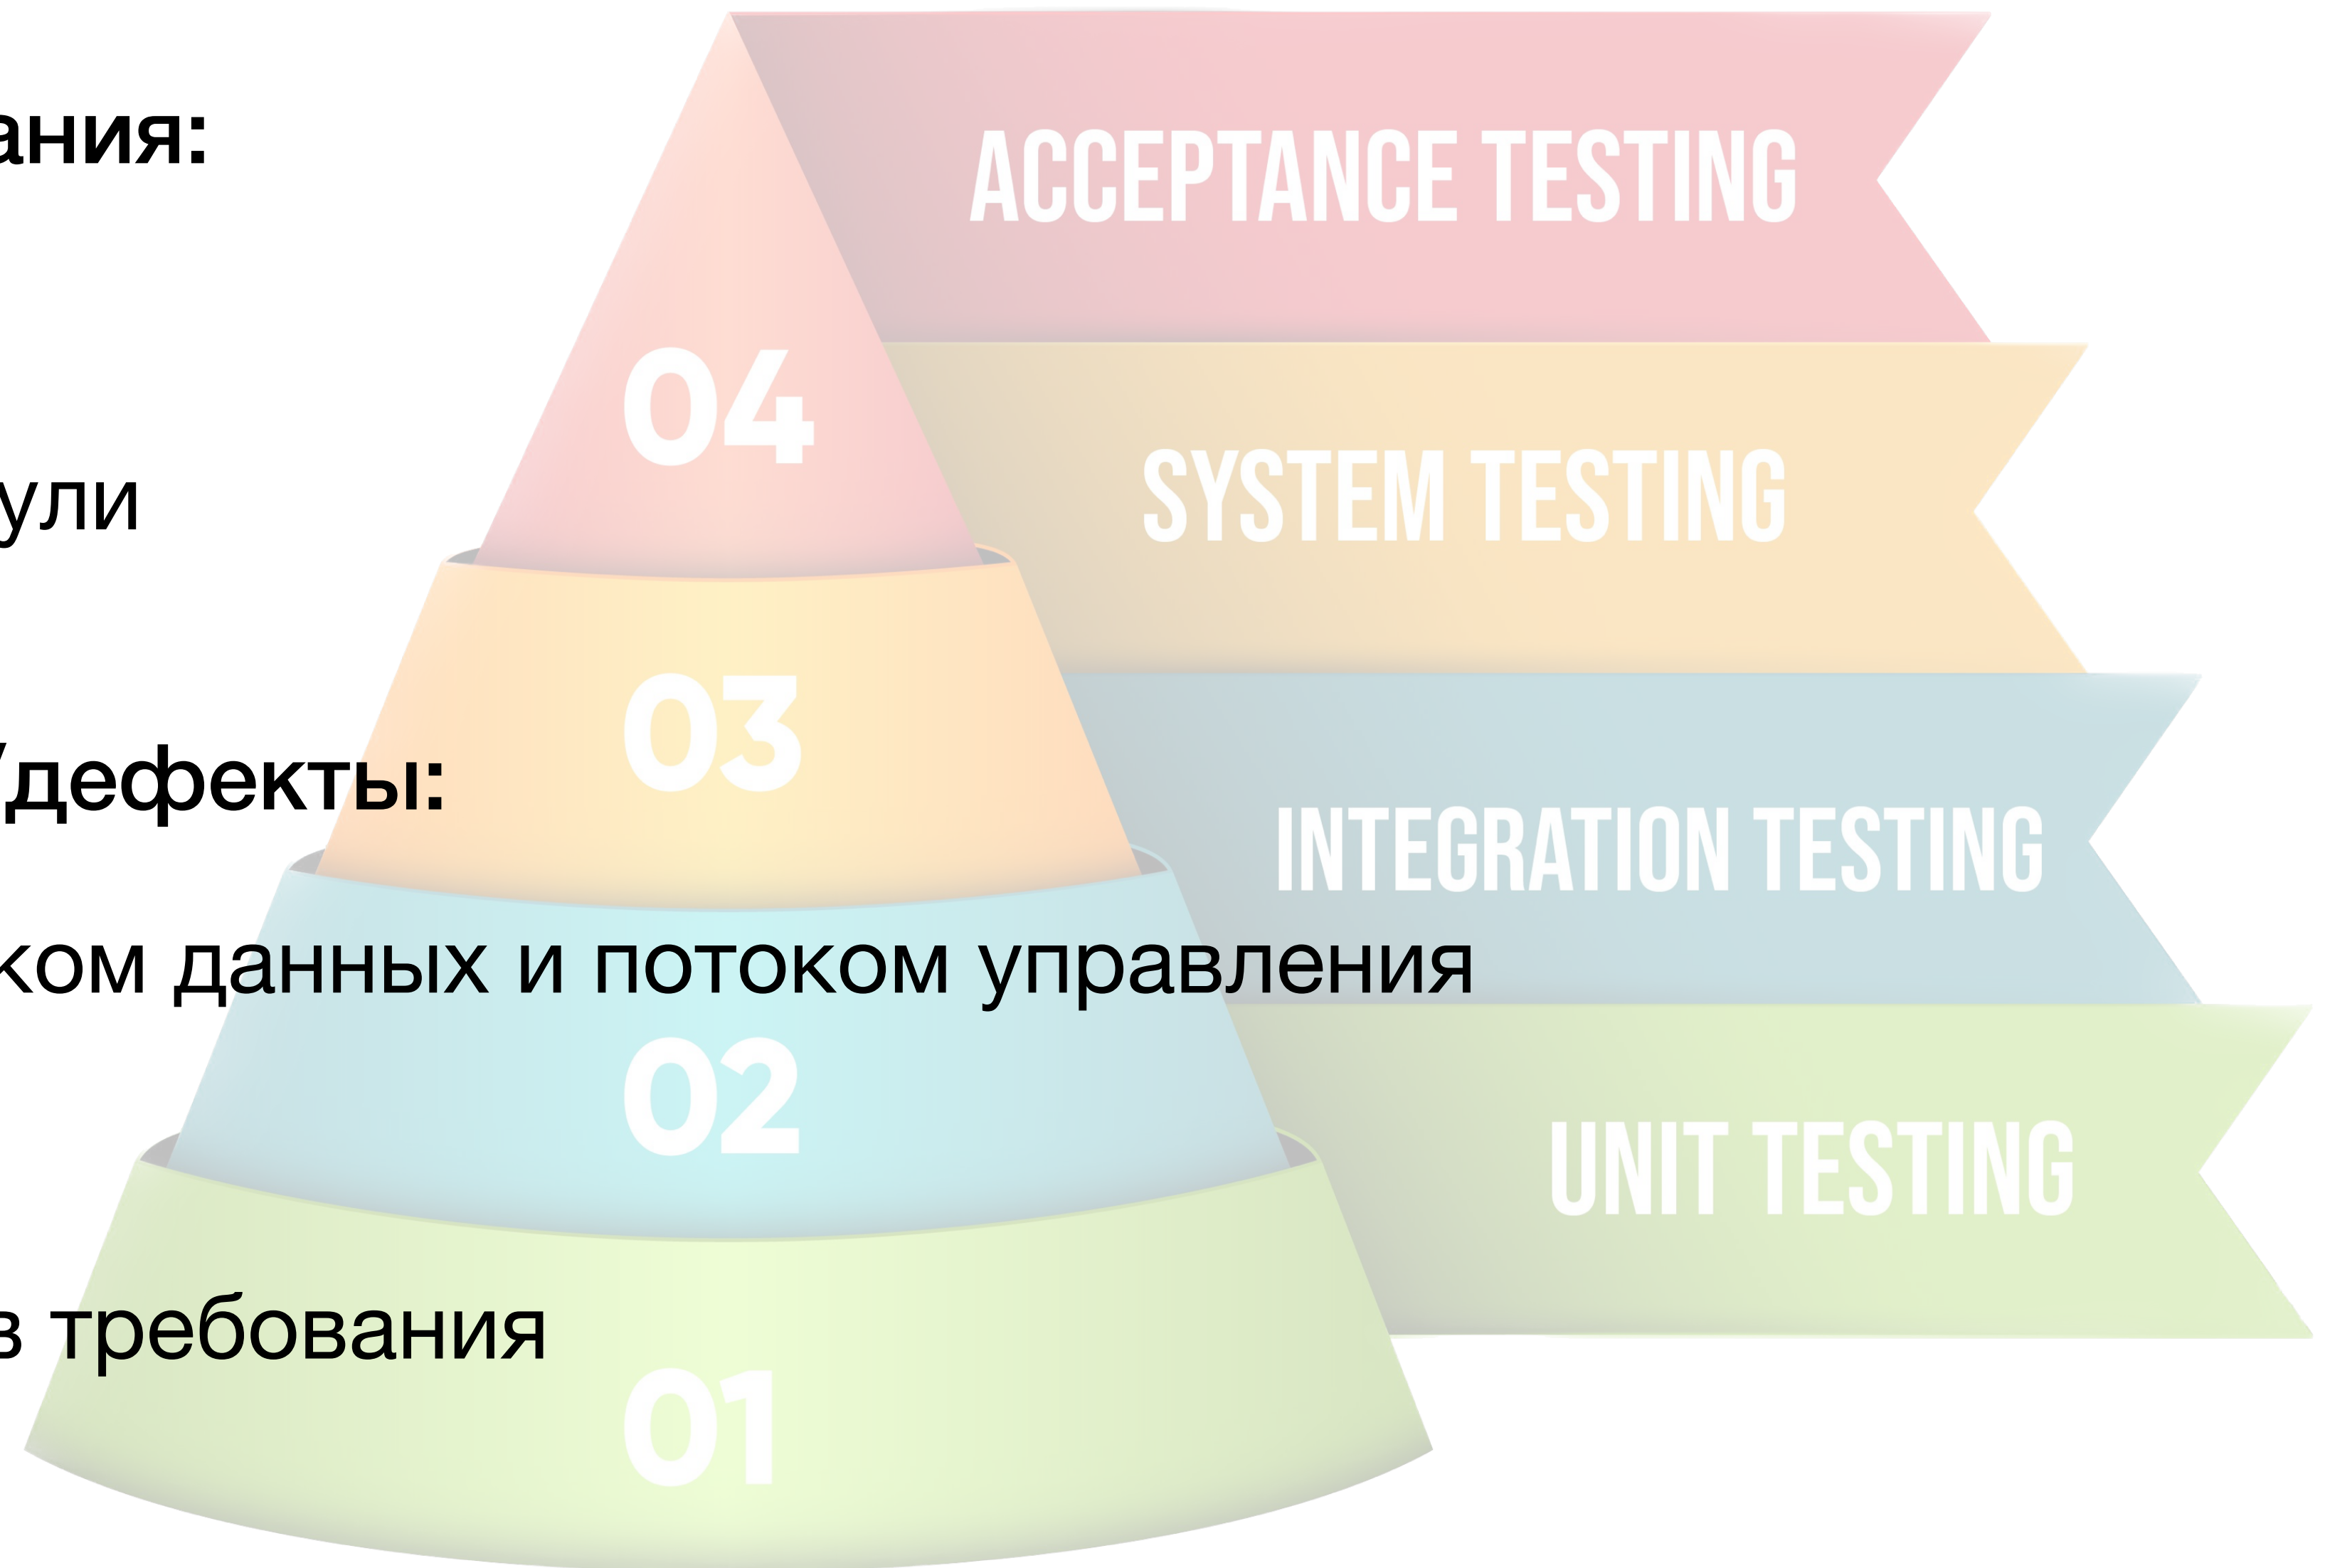 ания:
ACCEPTANCE TESTING
04
ули
SYSTEM TESTING
03
/дефекты:
INTEGRATION TESTING
ком данных и потоком управления
02
UNIT TESTING
в требования
01